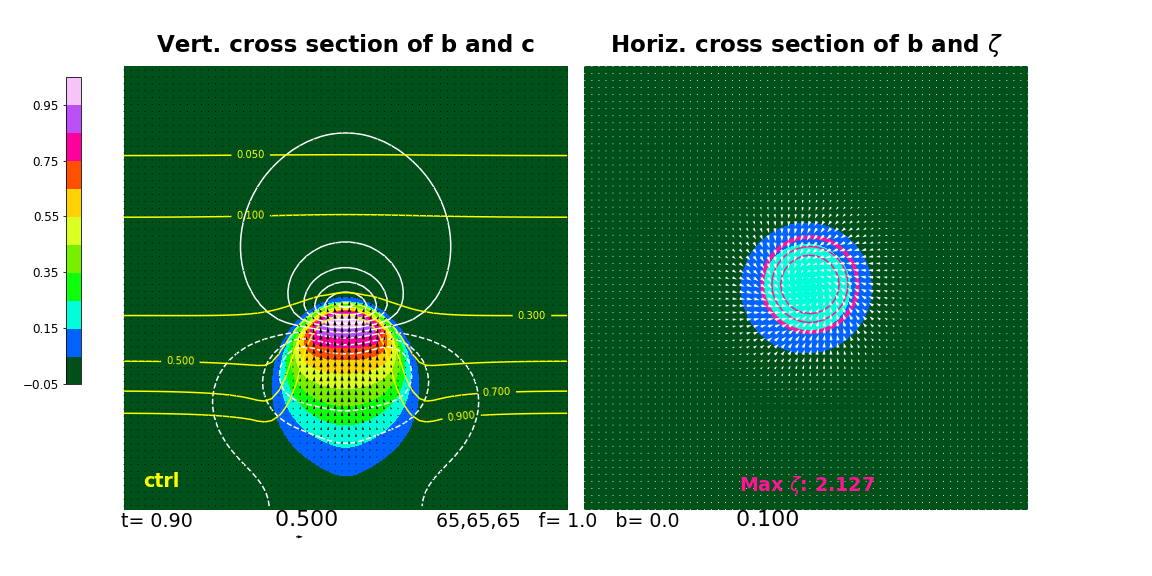 Vert. cross section of b and c
Horiz. cross section of b and ζ
0.95
0.75
0.55
0.35
0.15
−0.05
0.050
0.100
0.300
0.500
0.700
0.900
ctrl
Max ζ: 2.127
t= 0.90
0.500
65,65,65 f= 1.0 b= 0.0
0.100